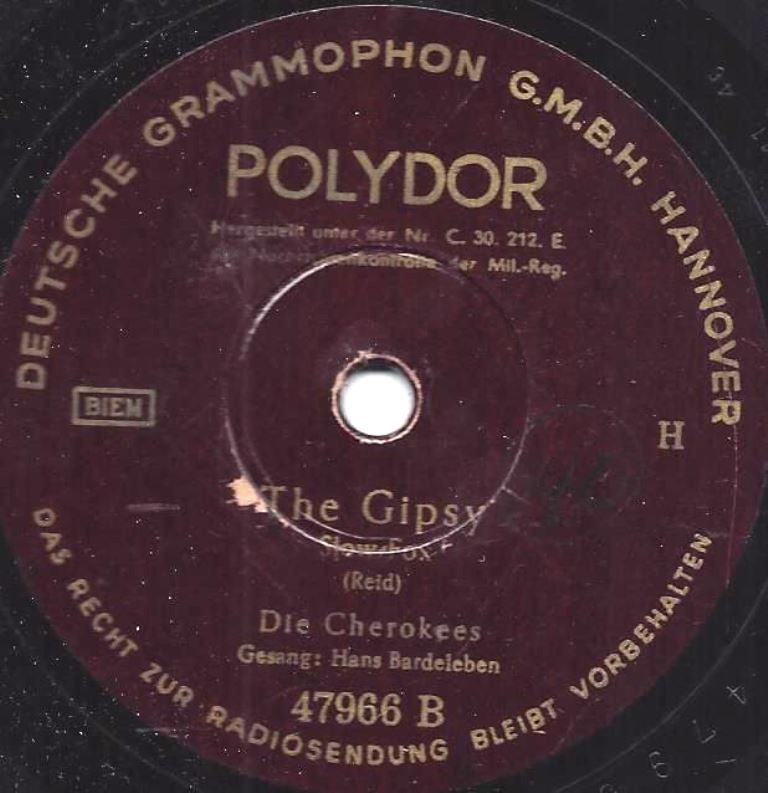 DEUTSCHE GRAMMOPHON G.M.B.H. HANNOVER
POLYDOR
Hergestellt unter der Nr. C. 30. 212. E.
der Mil.-Reg.
BIEM
H
The Gipsy
Slow-Fox
(Reid)
Die Cherokees
Gesang: Hans Bardeleben
47966 B
DAS RECHT ZUR RADIOSENDUNG BLEIBT VORBEHALTEN